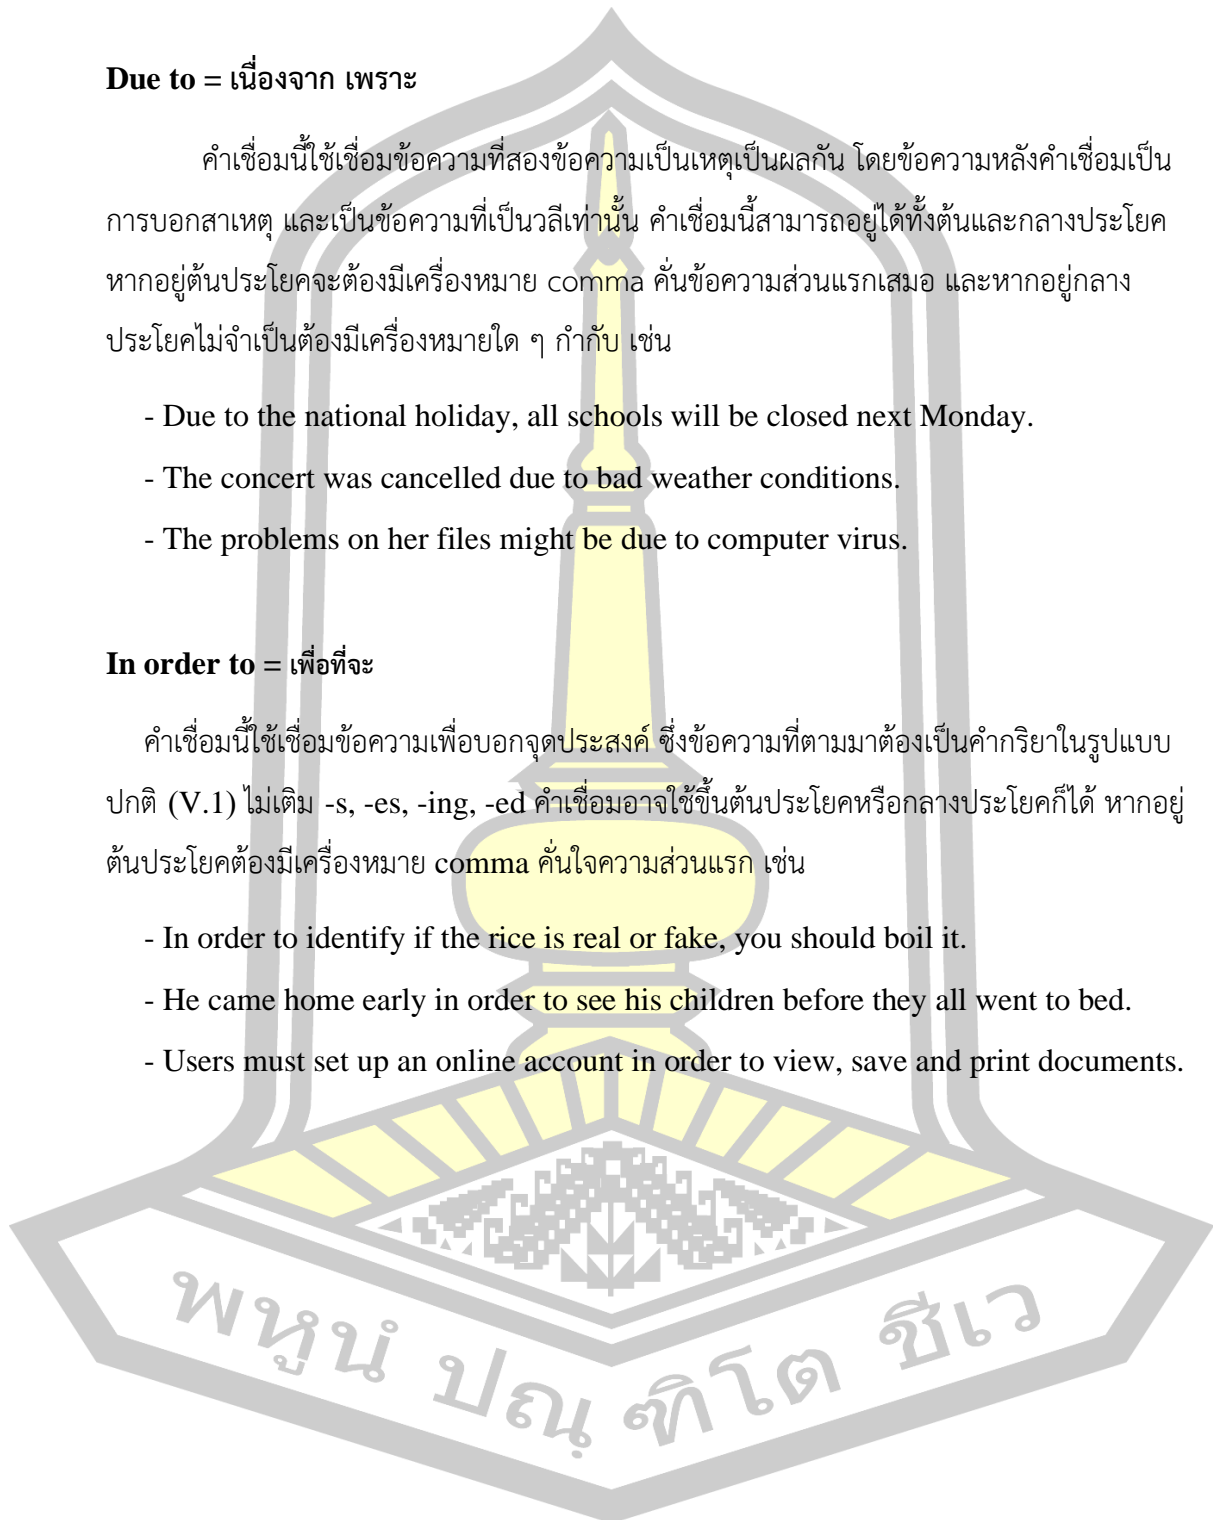 Due to = เนื่องจาก เพราะ
คำเชื่อมนี้ใช้เชื่อมข้อความที่สองข้อความเป็นเหตุเป็นผลกัน โดยข้อความหลังคำเชื่อมเป็น
การบอกสาเหตุ และเป็นข้อความที่เป็นวลีเท่านั้น คำเชื่อมนี้สามารถอยู่ได้ทั้งต้นและกลางประโยค
หากอยู่ต้นประโยคจะต้องมีเครื่องหมาย comma คั่นข้อความส่วนแรกเสมอ และหากอยู่กลาง
ประโยคไม่จำเป็นต้องมีเครื่องหมายใด ๆ กำกับ เช่น
- Due to the national holiday, all schools will be closed next Monday.
- The concert was cancelled due to bad weather conditions.
- The problems on her files might be due to computer virus.
In order to = เพื่อที่จะ
คำเชื่อมนี้ใช้เชื่อมข้อความเพื่อบอกจุดประสงค์ ซึ่งข้อความที่ตามมาต้องเป็นคำกริยาในรูปแบบ
ปกติ (V.1) ไม่เติม -s, -es, -ing, -ed คำเชื่อมอาจใช้ขึ้นต้นประโยคหรือกลางประโยคก็ได้ หากอยู่
ต้นประโยคต้องมีเครื่องหมาย comma คั่นใจความส่วนแรก เช่น
- In order to identify if the rice is real or fake, you should boil it.
- He came home early in order to see his children before they all went to bed.
- Users must set up an online account in order to view, save and print documents.
พหูนํ ปณฺฑิโต ชีเว